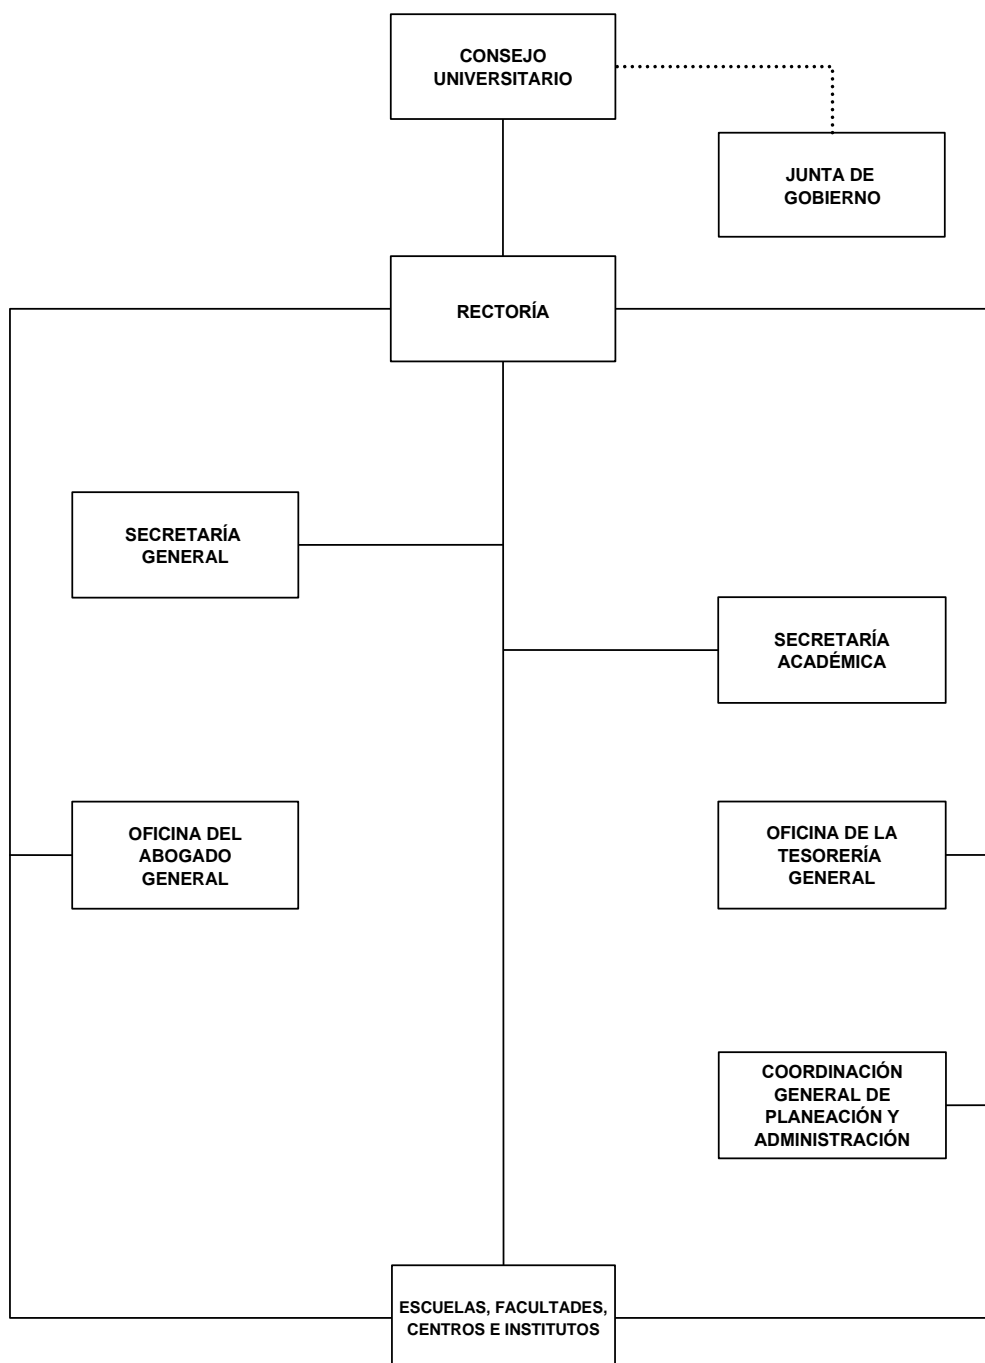 CONSEJO
UNIVERSITARIO
JUNTA DE
GOBIERNO
RECTORÍA
SECRETARÍA
GENERAL
SECRETARÍA
ACADÉMICA
OFICINA DEL
ABOGADO
GENERAL
OFICINA DE LA
TESORERÍA
GENERAL
COORDINACIÓN
GENERAL DE
PLANEACIÓN Y
ADMINISTRACIÓN
ESCUELAS, FACULTADES,
CENTROS E INSTITUTOS